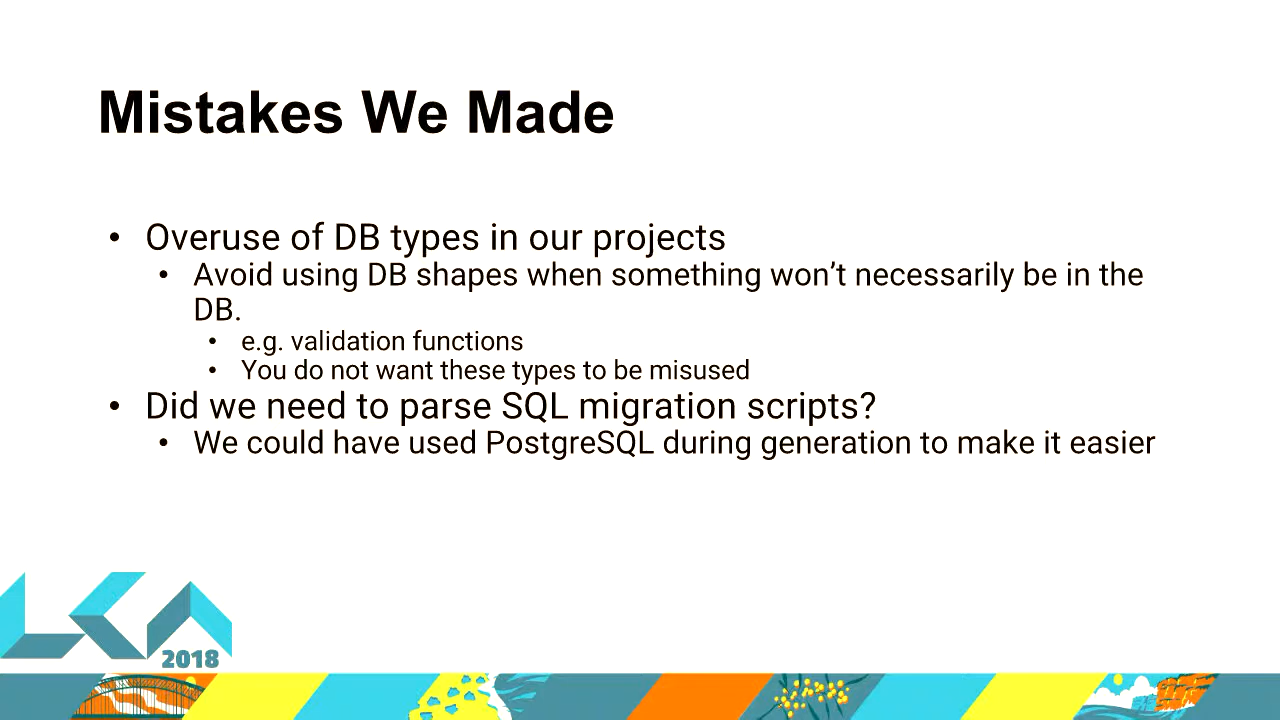 Mistakes We Made
• Overuse of DB types in our projects
• Avoid using DB shapes when something won’t necessarily be in the
DB.
• e.g. validation functions
• You do not want these types to be misused
• Did we need to parse SQL migration scripts?
• We could have used PostgreSQL during generation to make it easier
LCA
2018